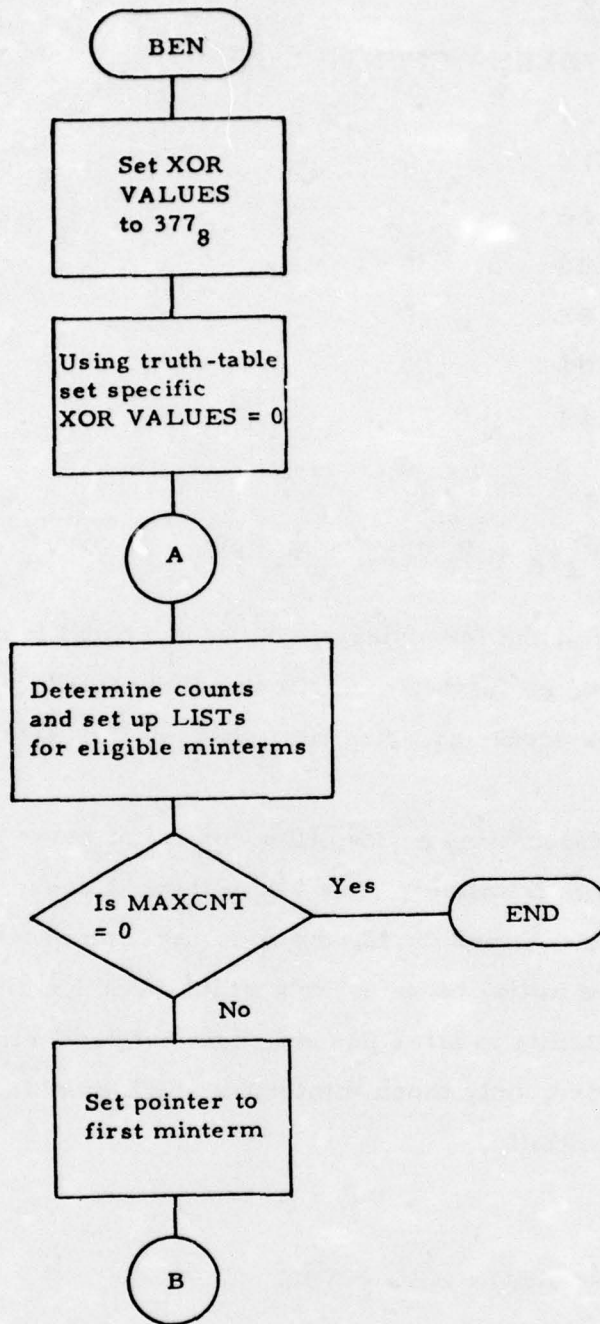 BEN
Set XOR
VALUES
to 377₈
Using truth-table
set specific
XOR VALUES = 0
A
Determine counts
and set up LISTs
for eligible minterms
Is MAXCNT
= 0
Yes
END
No
Set pointer to
first minterm
B